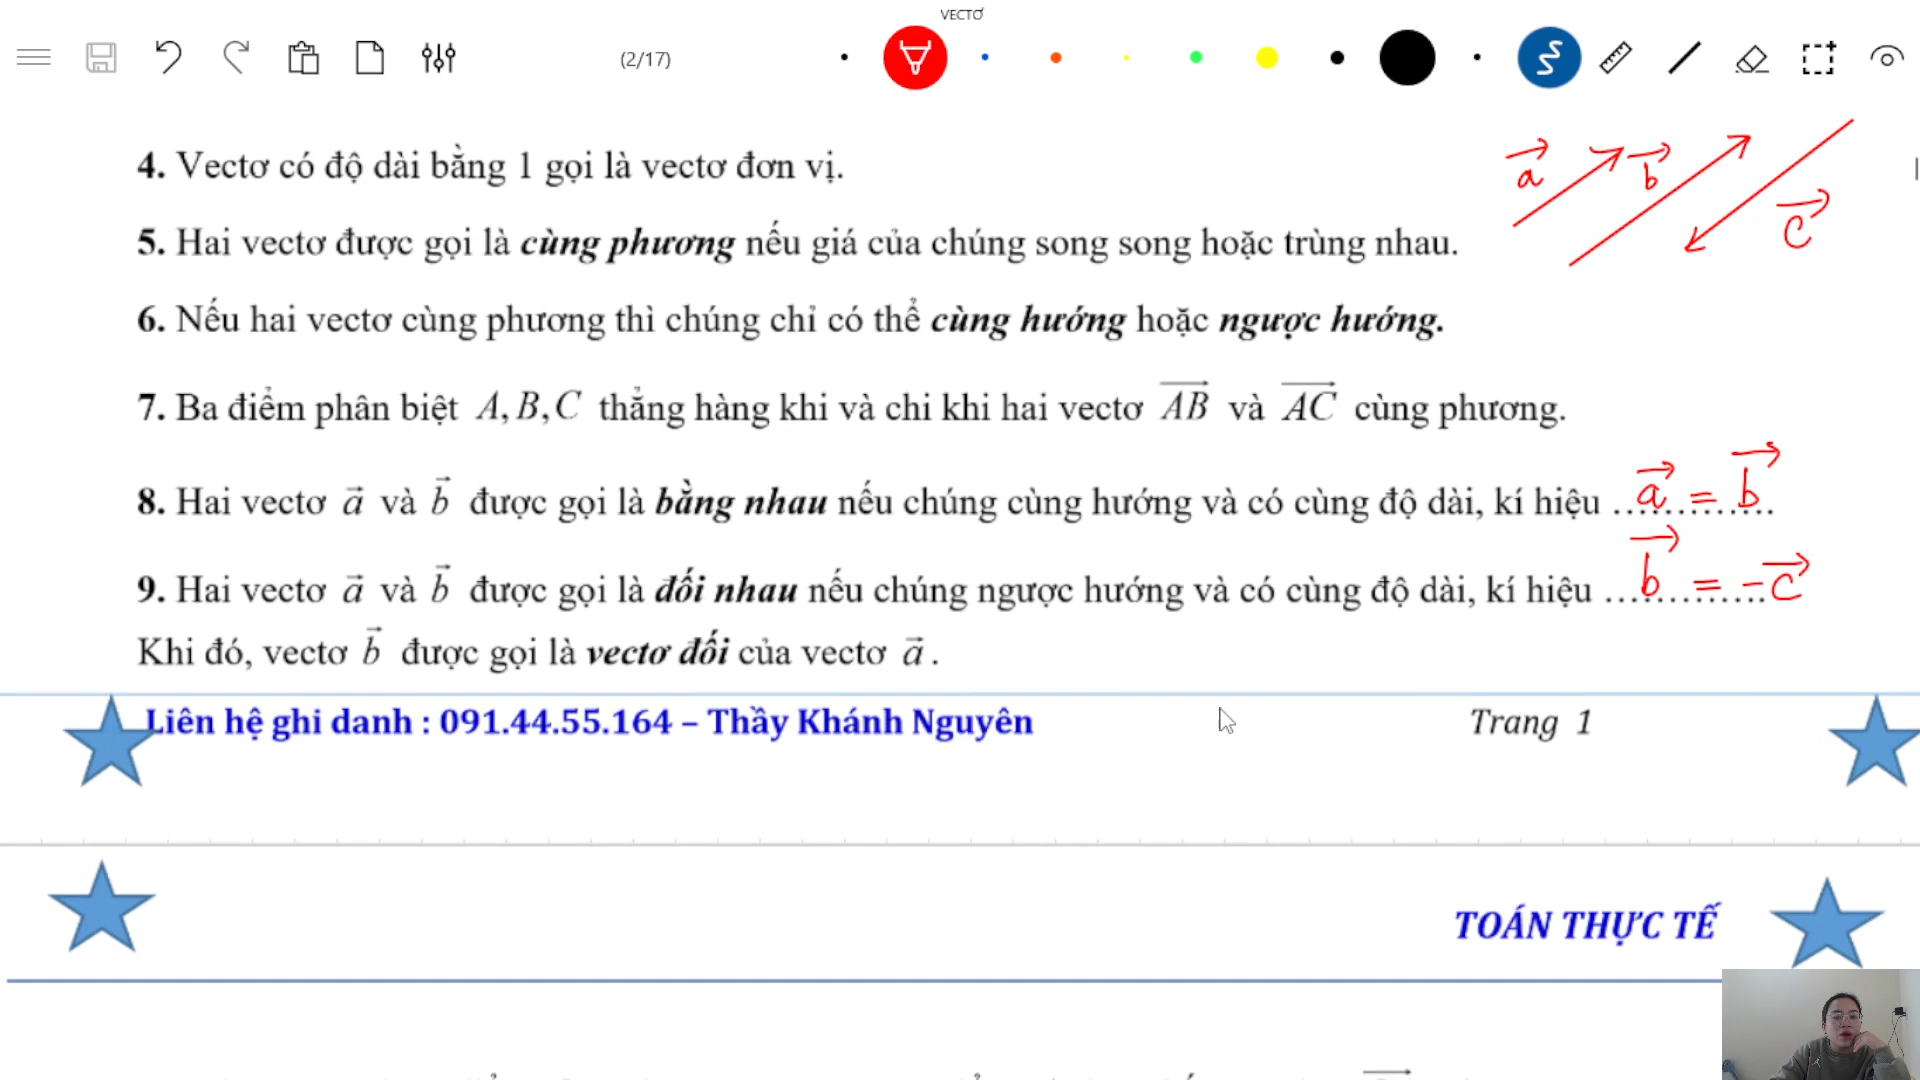 VECTƠ
(2/17)
4. Vectơ có độ dài bằng 1 gọi là vectơ đơn vị.
a b c
5. Hai vectơ được gọi là cùng phương nếu giá của chúng song song hoặc trùng nhau.
6. Nếu hai vectơ cùng phương thì chúng chỉ có thể cùng hướng hoặc ngược hướng.
7. Ba điểm phân biệt A, B, C thẳng hàng khi và chi khi hai vectơ AB và AC cùng phương.
8. Hai vectơ a và b được gọi là bằng nhau nếu chúng cùng hướng và có cùng độ dài, kí hiệu ............. a = b
9. Hai vectơ a và b được gọi là đối nhau nếu chúng ngược hướng và có cùng độ dài, kí hiệu ............. b = -c
Khi đó, vectơ b được gọi là vectơ đối của vectơ a.
Liên hệ ghi danh : 091.44.55.164 – Thầy Khánh Nguyên Trang 1
TOÁN THỰC TẾ